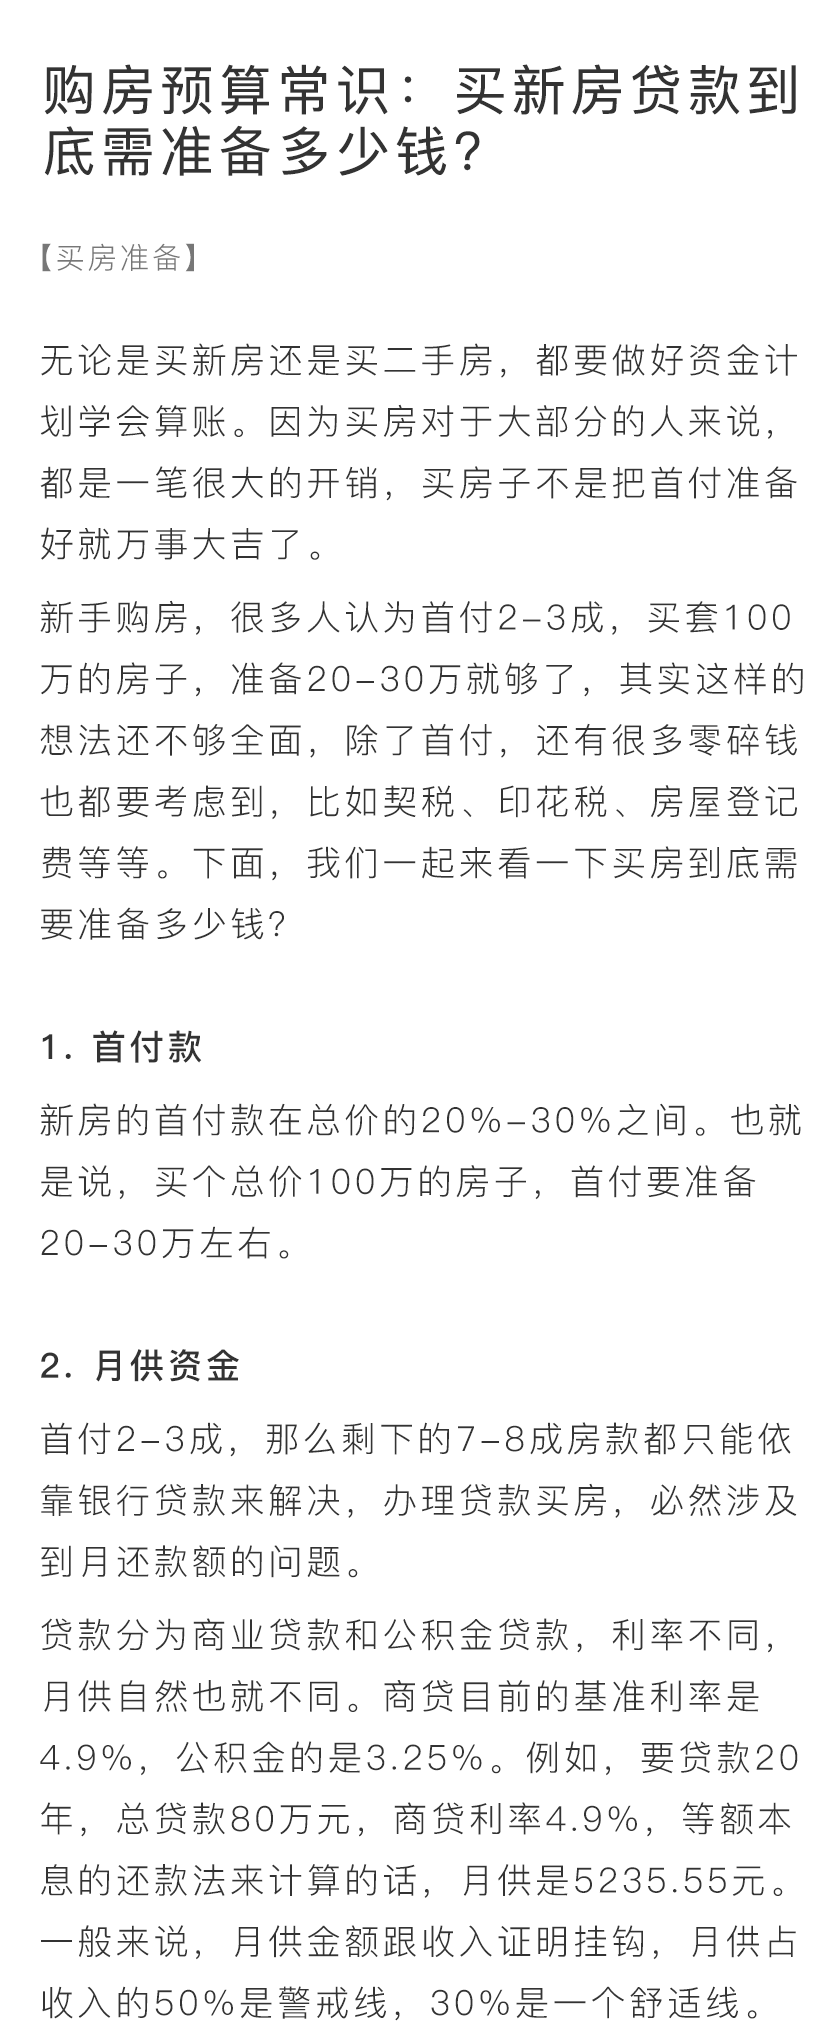 购房预算常识：买新房贷款到
底需准备多少钱？
【买房准备】
无论是买新房还是买二手房，都要做好资金计
划学会算账。因为买房对于大部分的人来说，
都是一笔很大的开销，买房子不是把首付准备
好就万事大吉了。
新手购房，很多人认为首付2-3成，买套100
万的房子，准备20-30万就够了，其实这样的
想法还不够全面，除了首付，还有很多零碎钱
也都要考虑到，比如契税、印花税、房屋登记
费等等。下面，我们一起来看一下买房到底需
要准备多少钱？
1. 首付款
新房的首付款在总价的20%-30%之间。也就
是说，买个总价100万的房子，首付要准备
20-30万左右。
2. 月供资金
首付2-3成，那么剩下的7-8成房款都只能依
靠银行贷款来解决，办理贷款买房，必然涉及
到月还款额的问题。
贷款分为商业贷款和公积金贷款，利率不同，
月供自然也就不同。商贷目前的基准利率是
4.9%，公积金的是3.25%。例如，要贷款20
年，总贷款80万元，商贷利率4.9%，等额本
息的还款法来计算的话，月供是5235.55元。
一般来说，月供金额跟收入证明挂钩，月供占
收入的50%是警戒线，30%是一个舒适线。